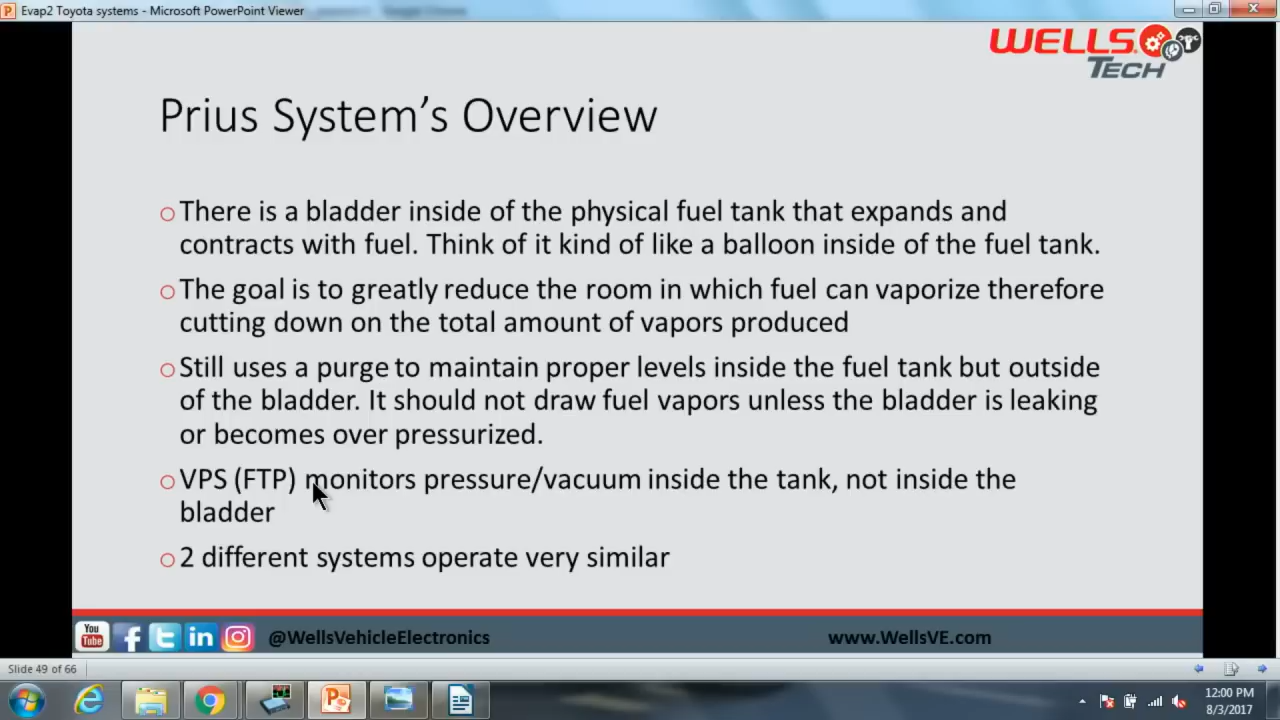 Evap2 Toyota systems - Microsoft PowerPoint Viewer
WELLS
TECH
Prius System's Overview
There is a bladder inside of the physical fuel tank that expands and
contracts with fuel. Think of it kind of like a balloon inside of the fuel tank.
The goal is to greatly reduce the room in which fuel can vaporize therefore
cutting down on the total amount of vapors produced
Still uses a purge to maintain proper levels inside the fuel tank but outside
of the bladder. It should not draw fuel vapors unless the bladder is leaking
or becomes over pressurized.
VPS (FTP) monitors pressure/vacuum inside the tank, not inside the
bladder
2 different systems operate very similar
You
Tube
@WellsVehicleElectronics
www.WellsVE.com
Slide 49 of 66
12:00 PM
8/3/2017